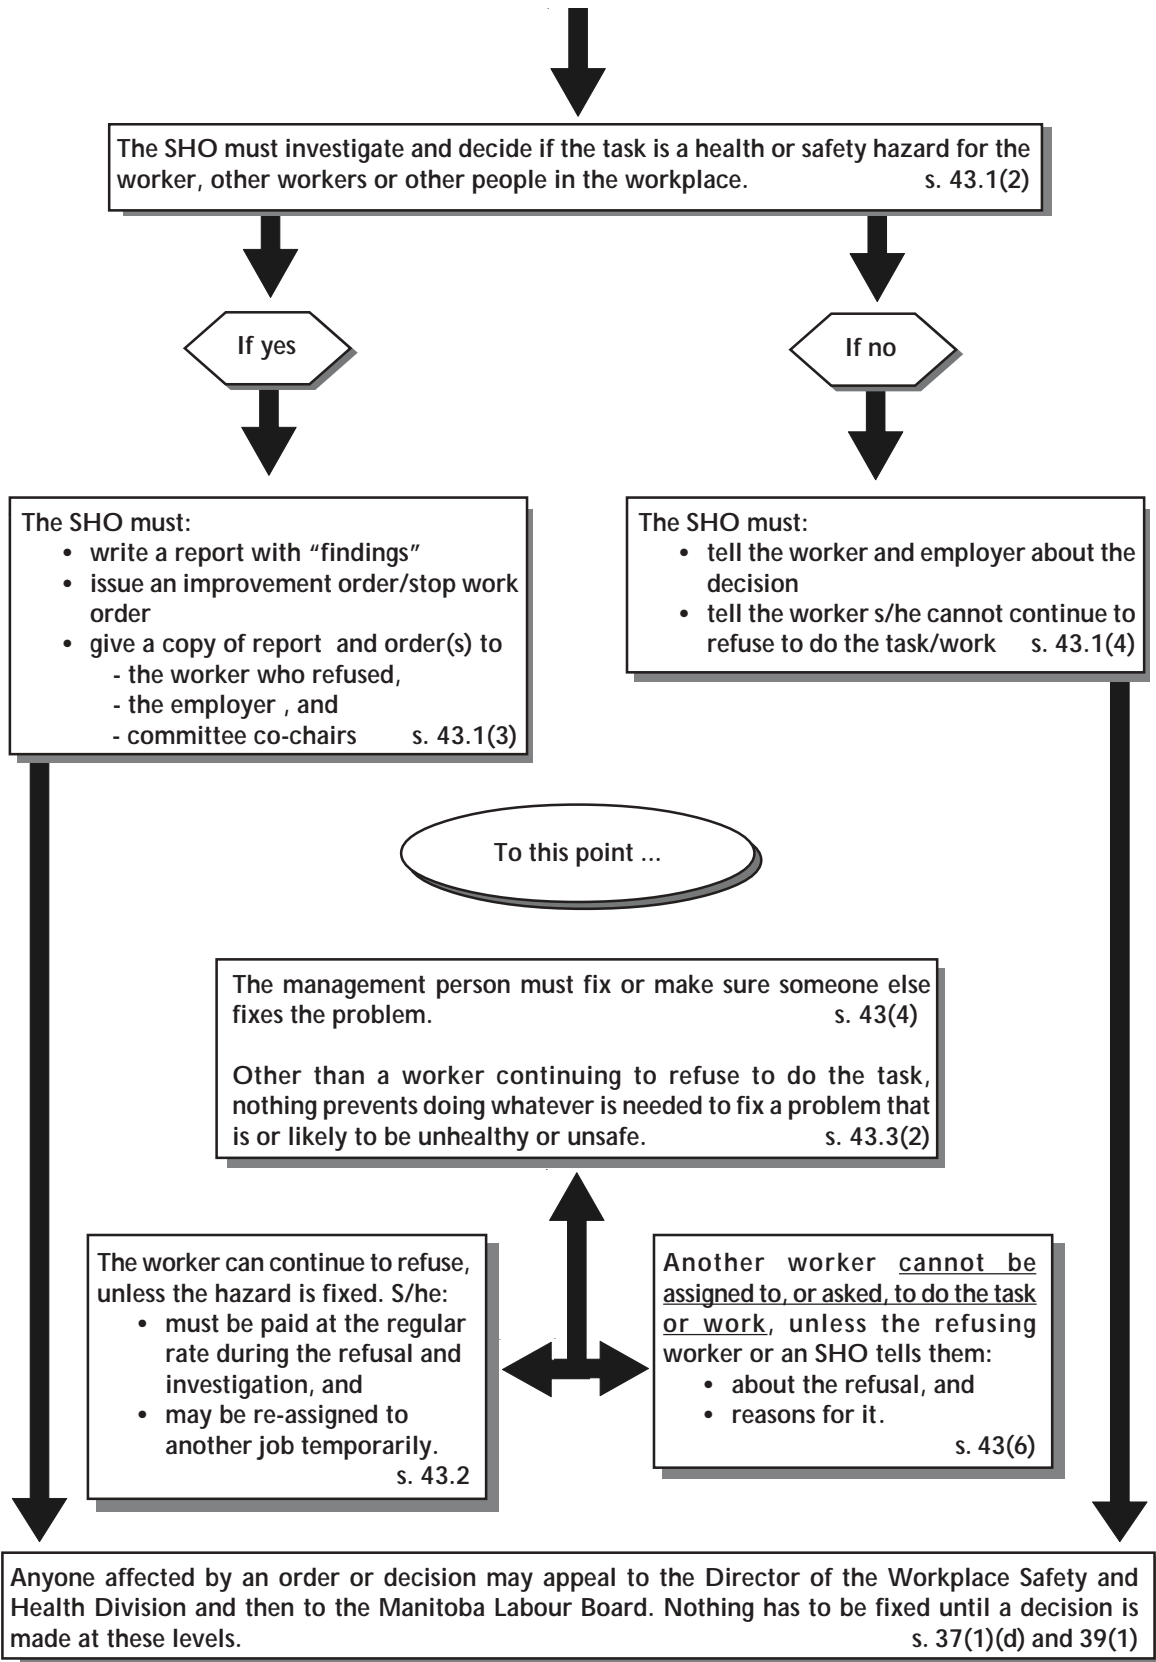 The SHO must investigate and decide if the task is a health or safety hazard for the
worker, other workers or other people in the workplace. s. 43.1(2)
If yes
If no
The SHO must:
• write a report with “findings”
• issue an improvement order/stop work
order
• give a copy of report and order(s) to
- the worker who refused,
- the employer , and
- committee co-chairs s. 43.1(3)
The SHO must:
• tell the worker and employer about the
decision
• tell the worker s/he cannot continue to
refuse to do the task/work s. 43.1(4)
To this point ...
The management person must fix or make sure someone else
fixes the problem. s. 43(4)
Other than a worker continuing to refuse to do the task,
nothing prevents doing whatever is needed to fix a problem that
is or likely to be unhealthy or unsafe. s. 43.3(2)
The worker can continue to refuse,
unless the hazard is fixed. S/he:
• must be paid at the regular
rate during the refusal and
investigation, and
• may be re-assigned to
another job temporarily.
s. 43.2
Another worker cannot be
assigned to, or asked, to do the task
or work, unless the refusing
worker or an SHO tells them:
• about the refusal, and
• reasons for it.
s. 43(6)
Anyone affected by an order or decision may appeal to the Director of the Workplace Safety and
Health Division and then to the Manitoba Labour Board. Nothing has to be fixed until a decision is
made at these levels. s. 37(1)(d) and 39(1)